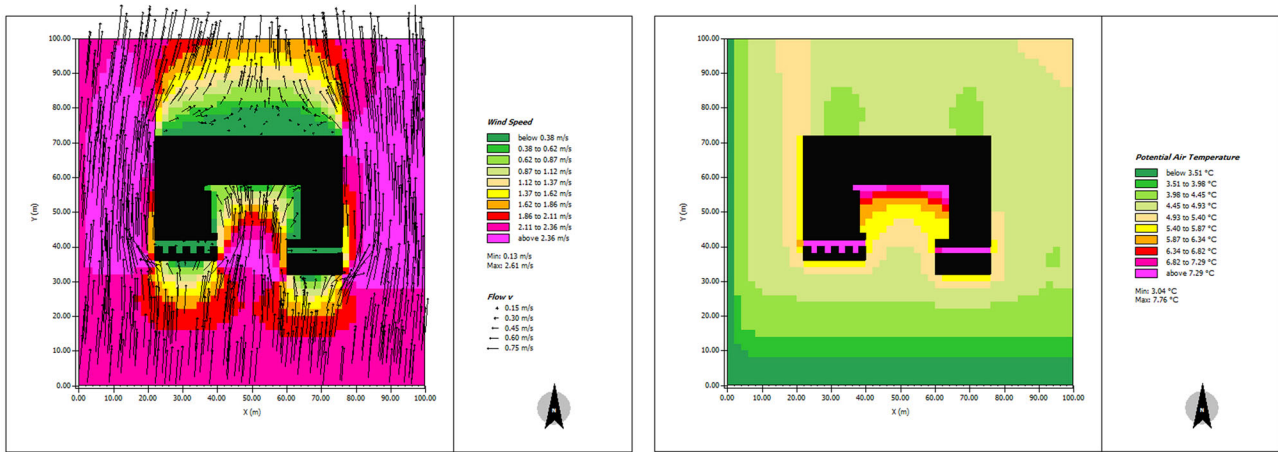 100.00
90.00
80.00
70.00
60.00
50.00
40.00
30.00
20.00
10.00
0.00
Y (m)
0.00 10.00 20.00 30.00 40.00 50.00 60.00 70.00 80.00 90.00 100.00
X (m)
Wind Speed
below 0.38 m/s
0.38 to 0.62 m/s
0.62 to 0.87 m/s
0.87 to 1.12 m/s
1.12 to 1.37 m/s
1.37 to 1.62 m/s
1.62 to 1.86 m/s
1.86 to 2.11 m/s
2.11 to 2.36 m/s
above 2.36 m/s
Min: 0.13 m/s
Max: 2.61 m/s
Flow v
0.15 m/s
0.30 m/s
0.45 m/s
0.60 m/s
0.75 m/s
N
100.00
90.00
80.00
70.00
60.00
50.00
40.00
30.00
20.00
10.00
0.00
Y (m)
0.00 10.00 20.00 30.00 40.00 50.00 60.00 70.00 80.00 90.00 100.00
X (m)
Potential Air Temperature
below 3.51 °C
3.51 to 3.98 °C
3.98 to 4.45 °C
4.45 to 4.93 °C
4.93 to 5.40 °C
5.40 to 5.87 °C
5.87 to 6.34 °C
6.34 to 6.82 °C
6.82 to 7.29 °C
above 7.29 °C
Min: 3.04 °C
Max: 7.76 °C
N